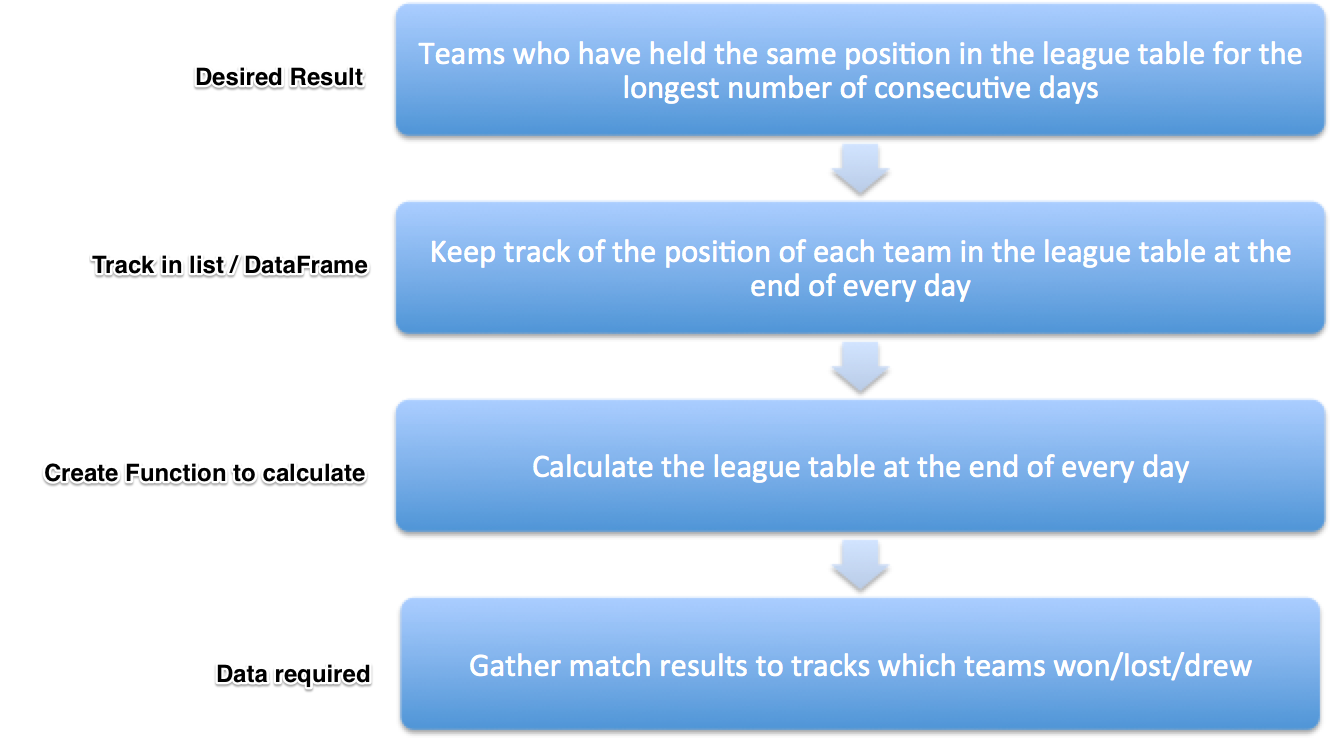 Desired Result
Teams who have held the same position in the league table for the
longest number of consecutive days
Track in list / DataFrame
Keep track of the position of each team in the league table at the
end of every day
Create Function to calculate
Calculate the league table at the end of every day
Data required
Gather match results to tracks which teams won/lost/drew